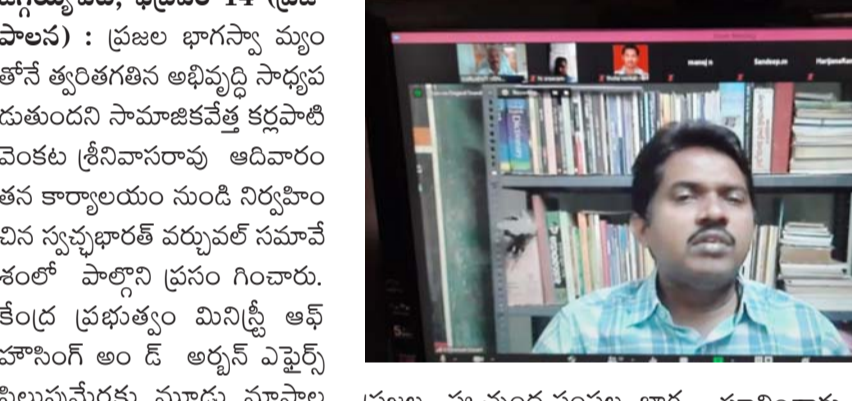 పాలన) : ప్రజల భాగస్వా మ్యం
తోనే త్వరితగతిన అభివృద్ధి సాధ్యప
డుతుందని సామాజికవేత్త కర్లపాటి
వెంకట శ్రీనివాసరావు ఆదివారం
తన కార్యాలయం నుండి నిర్వహిం
చిన స్వచ్ఛభారత్ వర్చువల్ సమావే
శంలో పాల్గొని ప్రసం గించారు.
కేంద్ర ప్రభుత్వం మినిస్ట్రీ ఆఫ్
హౌసింగ్ అం డ్ అర్బన్ ఎఫైర్స్
పిలుపుమేరకు మూడు మాసాల
manoj n
Sandeep.m